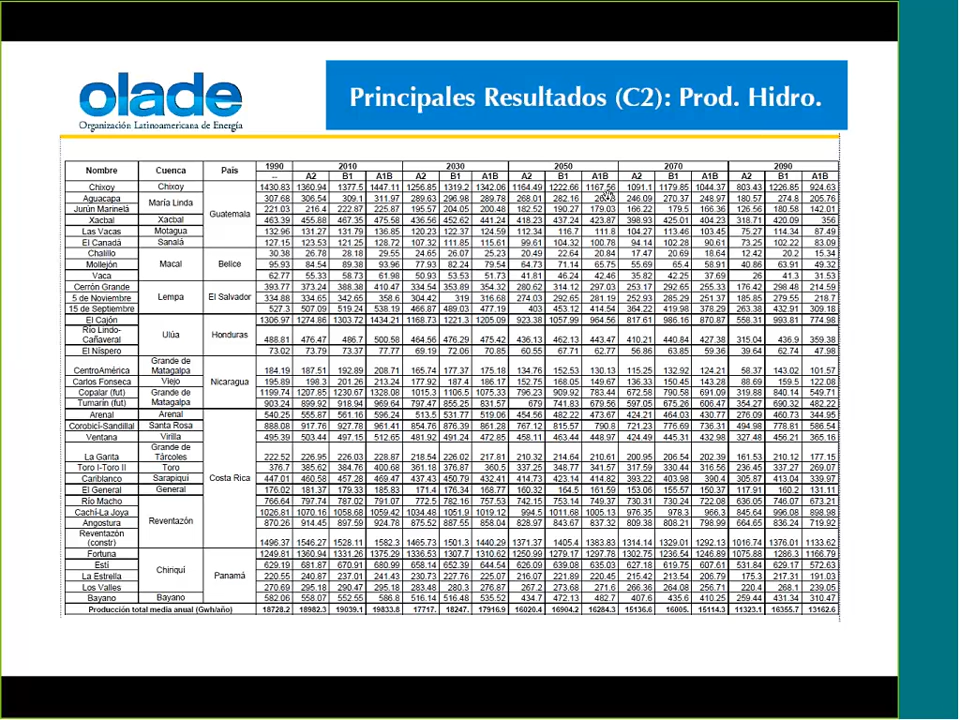 olade
Organización Latinoamericana de Energía
Principales Resultados (C2): Prod. Hidro.
Nombre Cuenca País 1990 2010 2030 2050 2070 2090
-- A2 B1 A1B A2 B1 A1B A2 B1 A1B A2 B1 A1B A2 B1 A1B
Chixoy Chixoy Guatemala 1430.83 1360.94 1377.5 1447.11 1256.85 1319.2 1342.06 1164.49 1222.66 1167.56 1091.1 1179.85 1044.37 803.43 1226.85 924.63
Aguacapa María Linda 307.68 306.54 309.1 311.97 289.63 296.98 289.78 268.01 282.16 246.09 270.37 248.97 180.57 274.8 205.76
Jurún Marinelá 221.03 216.4 222.87 225.87 195.57 204.05 200.48 182.52 190.27 179.03 166.22 179.5 166.36 126.56 180.58 142.01
Xacbal Xacbal 463.39 455.88 467.35 475.58 436.56 452.62 441.24 418.23 437.24 423.87 398.93 425.01 404.23 318.71 420.09 356
Las Vacas Motagua 132.96 131.27 131.79 136.85 120.23 122.37 124.59 112.34 116.7 111.8 104.27 113.46 103.45 75.27 114.34 87.49
El Canadá Sanalá 127.15 123.53 121.25 128.72 107.32 111.85 115.61 99.61 104.32 100.78 94.14 102.28 90.61 73.25 102.22 83.09
Chalillo Macal Belice 30.38 26.78 28.18 29.55 24.65 26.07 25.23 20.49 22.64 20.84 17.47 20.69 18.64 12.42 20.2 15.34
Mollejón 95.93 84.54 89.38 93.96 77.93 82.24 79.54 64.73 71.14 65.75 55.69 65.4 58.91 40.86 63.91 49.32
Vaca 62.77 55.33 58.73 61.98 50.93 53.53 51.73 41.81 46.24 42.46 35.82 42.25 37.69 26 41.3 31.53
Cerrón Grande Lempa El Salvador 393.77 373.24 388.38 410.47 334.54 353.89 354.32 280.62 314.12 297.03 253.17 292.65 255.33 176.42 298.48 214.59
5 de Noviembre 334.88 334.65 342.65 358.6 304.42 319 316.68 274.03 292.65 281.19 252.93 285.29 251.37 185.85 279.55 218.7
15 de Septiembre 527.3 507.09 519.24 538.19 466.87 489.03 477.19 403 453.12 414.54 364.22 419.98 378.29 263.38 432.91 309.18
El Cajón Ulúa Honduras 1306.97 1274.86 1303.72 1434.21 1168.73 1221.3 1205.09 923.38 1057.99 964.56 817.61 986.16 870.87 558.31 993.81 774.98
Río Lindo-
Cañaveral 488.81 476.47 486.7 500.58 464.56 476.29 475.42 436.13 462.13 443.47 410.21 440.84 427.38 315.04 436.9 359.38
El Níspero 73.02 73.79 73.37 77.77 69.19 72.06 70.85 60.55 67.71 62.77 56.86 63.85 59.36 39.64 62.74 47.98
CentroAmérica Grande de
Matagalpa Nicaragua 184.19 187.51 192.89 208.71 165.74 177.37 175.18 134.76 152.53 130.13 115.25 132.92 124.21 58.37 143.02 101.57
Carlos Fonseca Viejo 195.89 198.3 201.26 213.24 177.92 187.4 186.17 152.75 168.05 149.67 136.33 150.45 143.28 88.69 159.5 122.08
Copalar (fut) Grande de
Matagalpa 1199.74 1207.85 1230.67 1328.08 1015.3 1106.5 1075.33 796.23 909.92 783.44 672.58 790.58 691.09 319.88 840.14 549.71
Tumarín (fut) 903.24 899.92 918.94 969.64 797.47 855.25 831.57 679 741.83 679.56 597.05 675.26 606.47 354.27 690.32 482.22
Arenal Arenal Costa Rica 540.25 555.87 561.16 596.24 513.5 531.77 519.06 454.56 482.22 473.67 424.21 464.03 430.77 276.09 460.73 344.95
Corobicí-Sandillal Santa Rosa 888.08 917.26 927.78 961.41 854.76 876.39 861.28 767.12 815.57 790.8 721.23 776.69 736.31 494.98 778.81 586.54
Ventana Virilla 495.39 503.44 497.15 512.65 481.92 491.24 472.85 458.11 463.44 448.97 424.49 445.31 432.98 327.48 456.21 365.16
La Garita Grande de
Tárcoles 222.52 226.95 226.03 228.87 218.54 226.02 217.81 210.32 214.64 210.61 200.95 206.54 202.39 161.53 210.12 177.15
Toro I-Toro II Toro 376.7 385.62 384.76 400.68 361.18 376.87 360.5 337.25 348.77 341.57 317.59 330.44 316.56 236.45 337.27 269.07
Cariblanco Sarapiquí 447.01 460.58 457.28 469.47 437.43 450.79 432.41 414.73 423.14 414.82 393.22 403.98 390.4 305.87 413.04 339.97
El General General 176.02 181.37 179.33 185.83 171.4 176.34 168.77 160.32 164.5 161.59 153.06 155.57 150.37 117.91 160.2 131.11
Río Macho Reventazón 766.64 797.74 787.02 791.07 772.5 782.16 757.53 742.15 753.14 749.37 730.31 730.24 722.08 636.05 746.07 673.21
Cachí-La Joya 1026.81 1070.16 1058.68 1059.42 1034.48 1051.9 1019.12 994.5 1011.68 1005.13 976.35 978.3 966.3 845.64 996.08 898.98
Angostura 870.26 914.45 897.59 924.78 875.52 887.55 858.04 828.97 843.67 837.32 809.38 808.21 798.99 664.65 836.24 719.92
Reventazón
(constr) 1496.37 1546.27 1528.11 1582.3 1465.73 1501.3 1440.29 1371.37 1405.4 1383.83 1314.14 1329.01 1292.13 1016.74 1376.01 1133.62
Fortuna Chiriquí Panamá 1249.81 1360.94 1331.26 1375.29 1336.53 1307.7 1310.62 1250.99 1279.17 1297.78 1302.75 1236.54 1246.89 1075.88 1286.3 1166.79
Estí 629.19 681.87 670.91 680.99 658.14 652.39 644.54 626.09 639.08 635.03 627.18 619.75 607.61 531.84 629.17 572.63
La Estrella 220.55 240.87 237.01 241.43 230.73 227.76 225.07 216.07 221.89 220.45 215.42 213.54 206.79 175.3 217.31 191.03
Los Valles 270.69 295.18 290.47 295.18 283.48 280.3 276.87 267.2 273.68 271.6 266.36 264.08 256.71 220.4 268.1 239.05
Bayano Bayano 582.06 558.07 552.55 586.8 516.14 516.48 535.52 434.7 472.13 482.7 407.6 435.6 410.25 259.44 431.34 310.47
Producción total media anual (Gwh/año) 18728.2 18982.3 19039.1 19833.8 17717. 18247. 17916.9 16020.4 16904.2 16284.3 15136.6 16005. 15114.3 11323.1 16355.7 13162.6